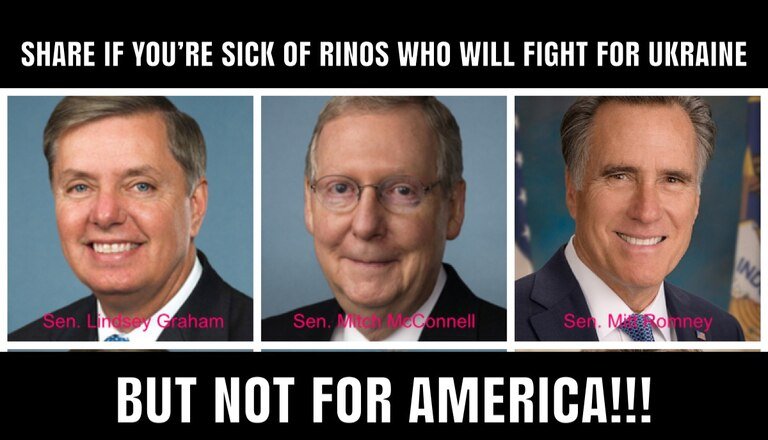 SHARE IF YOU'RE SICK OF RINOS WHO WILL FIGHT FOR UKRAINE
Sen. Lindsey Graham
Sen. Mitch McConnell
Sen. Mitt Romney
BUT NOT FOR AMERICA!!!